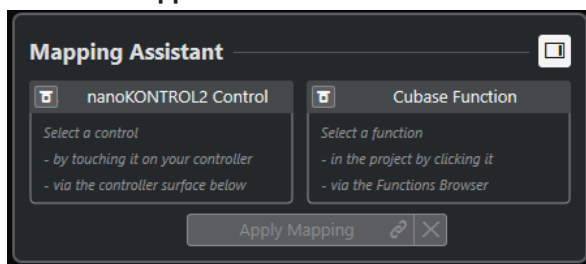 Mapping Assistant
nanoKONTROL2 Control
Select a control
- by touching it on your controller
- via the controller surface below
Cubase Function
Select a function
- in the project by clicking it
- via the Functions Browser
Apply Mapping